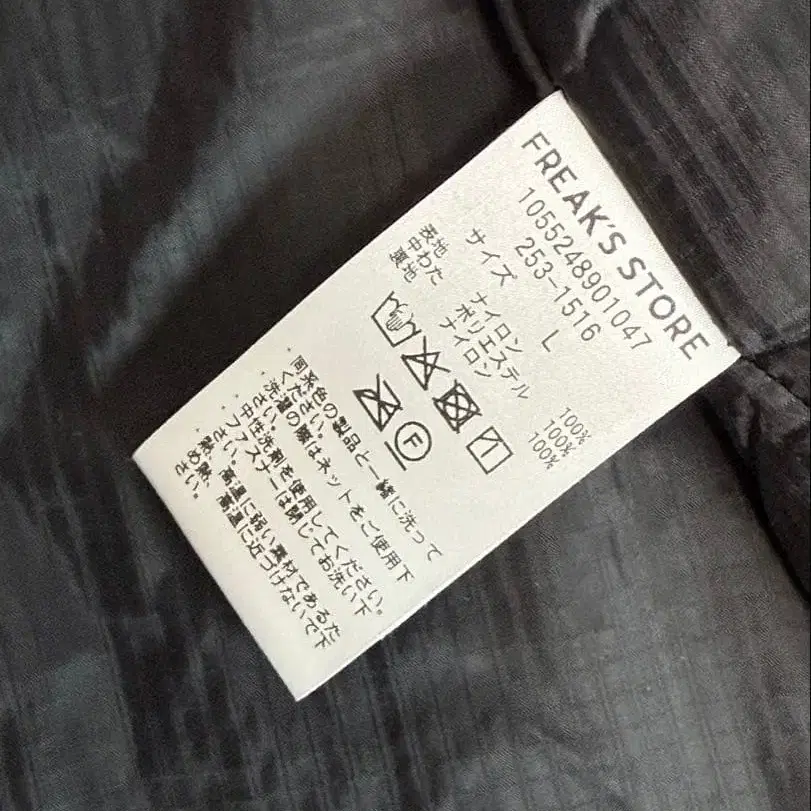 FREAK'S STORE
1055248901047
253-1516
サイズ L
表地 ナイロン 100%
中わた ポリエステル 100%
裏地 ナイロン 100%
F
・同系色の製品と一緒に洗って
ください。
・洗濯の際はネットをご使用下
さい。
・中性洗剤を使用してください。
・ファスナーは閉じてお洗い下
さい。
高温に弱い素材であるた
め、高温に近づけないで下
さい。